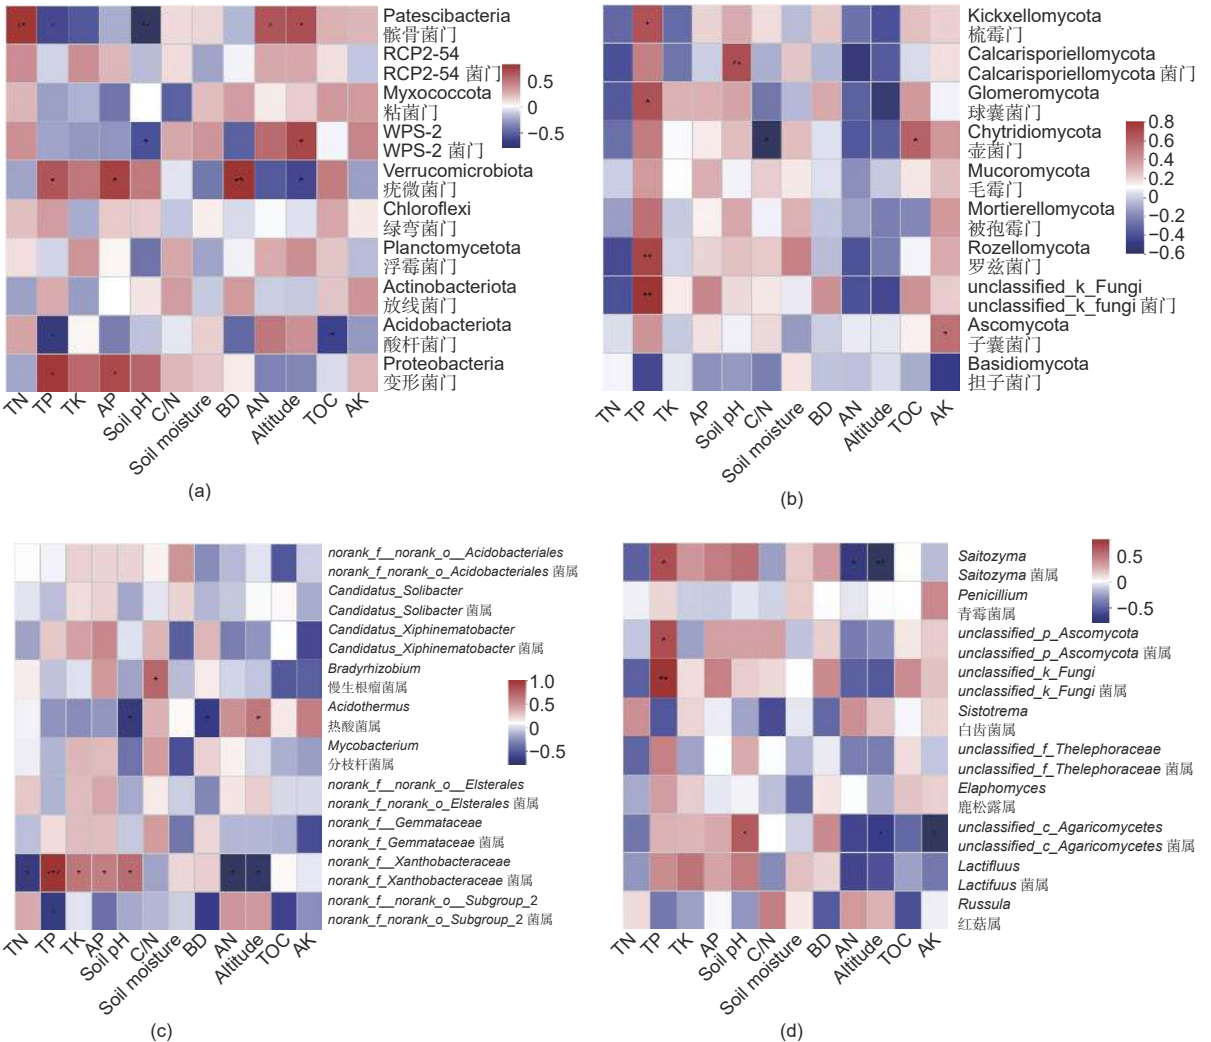 Patescibacteria
髌骨菌门
RCP2-54
RCP2-54 菌门
Myxococcota
粘菌门
WPS-2
WPS-2 菌门
Verrucomicrobiota
疣微菌门
Chloroflexi
绿弯菌门
Planctomycetota
浮霉菌门
Actinobacteriota
放线菌门
Acidobacteriota
酸杆菌门
Proteobacteria
变形菌门
0.5
0
−0.5
TN
TP
TK
AP
Soil pH
C/N
Soil moisture
BD
AN
Altitude
TOC
AK
(a)
Kickxellomycota
梳霉门
Calcarisporiellomycota
Calcarisporiellomycota 菌门
Glomeromycota
球囊菌门
Chytridiomycota
壶菌门
Mucoromycota
毛霉门
Mortierellomycota
被孢霉门
Rozellomycota
罗兹菌门
unclassified_k_Fungi
unclassified_k_fungi 菌门
Ascomycota
子囊菌门
Basidiomycota
担子菌门
0.8
0.6
0.4
0.2
0
−0.2
−0.4
−0.6
TN
TP
TK
AP
Soil pH
C/N
Soil moisture
BD
AN
Altitude
TOC
AK
(b)
norank_f__norank_o__Acidobacteriales
norank_f_norank_o_Acidobacteriales 菌属
Candidatus_Solibacter
Candidatus_Solibacter 菌属
Candidatus_Xiphinematobacter
Candidatus_Xiphinematobacter 菌属
Bradyrhizobium
慢生根瘤菌属
Acidothermus
热酸菌属
Mycobacterium
分枝杆菌属
norank_f__norank_o__Elsterales
norank_f_norank_o_Elsterales 菌属
norank_f__Gemmataceae
norank_f_Gemmataceae 菌属
norank_f__Xanthobacteraceae
norank_f_Xanthobacteraceae 菌属
norank_f__norank_o__Subgroup_2
norank_f_norank_o_Subgroup_2 菌属
1.0
0.5
0
−0.5
TN
TP
TK
AP
Soil pH
C/N
Soil moisture
BD
AN
Altitude
TOC
AK
(c)
Saitozyma
Saitozyma 菌属
Penicillium
青霉菌属
unclassified_p_Ascomycota
unclassified_p_Ascomycota 菌属
unclassified_k_Fungi
unclassified_k_Fungi 菌属
Sistotrema
白齿菌属
unclassified_f_Thelephoraceae
unclassified_f_Thelephoraceae 菌属
Elaphomyces
鹿松露属
unclassified_c_Agaricomycetes
unclassified_c_Agaricomycetes 菌属
Lactifluus
Lactifuus 菌属
Russula
红菇属
0.5
0
−0.5
TN
TP
TK
AP
Soil pH
C/N
Soil moisture
BD
AN
Altitude
TOC
AK
(d)